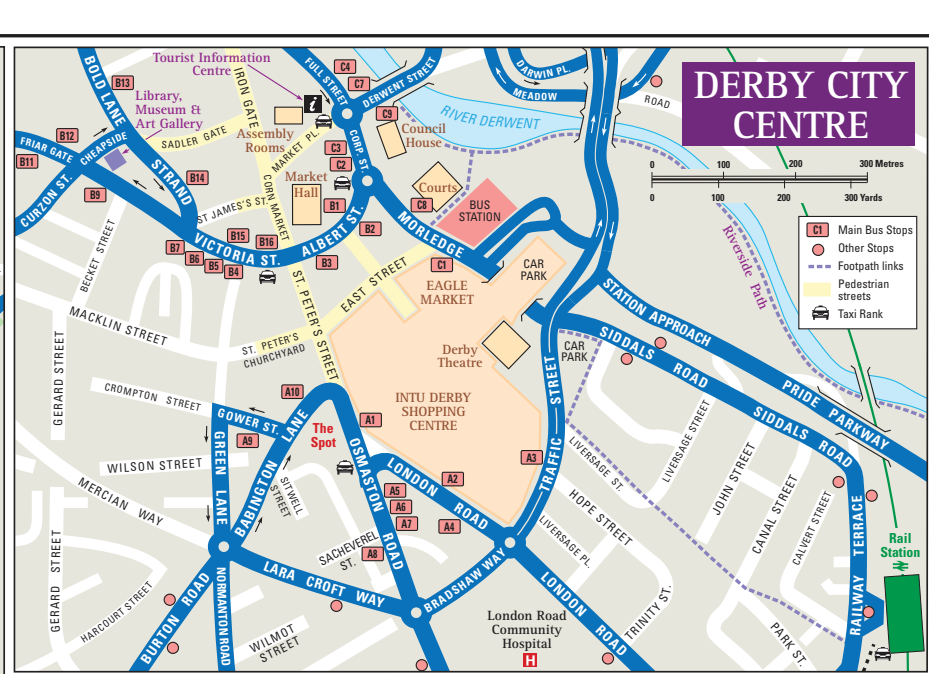 DERBY CITY
CENTRE
0 100 200 300 Metres
0 100 200 300 Yards
C1 Main Bus Stops
Other Stops
Footpath links
Pedestrian
streets
Taxi Rank
Tourist Information
Centre
i
Library,
Museum &
Art Gallery
BOLD LANE
B13
IRON GATE
FULL STREET
C4
C7
DERWENT STREET
DARWIN PL.
MEADOW
ROAD
RIVER DERWENT
B12
FRIAR GATE
B11
CHEAPSIDE
SADLER GATE
Assembly
Rooms
MARKET PL.
C9
Council
House
CORP. ST.
C3
C2
CURZON ST.
B9
STRAND
B14
CORN MARKET
Market
Hall
B1
Courts
C8
BUS
STATION
ST JAMES'S ST.
BECKET STREET
B7
B6
B5
B4
VICTORIA ST.
B15
B16
ALBERT ST.
B2
B3
MORLEDGE
C1
EAGLE
MARKET
CAR
PARK
Riverside Path
EAST STREET
ST. PETER'S STREET
ST. PETER'S
CHURCHYARD
MACKLIN STREET
GERARD STREET
Derby
Theatre
CAR
PARK
STATION APPROACH
SIDDALS ROAD
PRIDE PARKWAY
SIDDALS ROAD
CROMPTON STREET
A10
GOWER ST.
A9
The
Spot
A1
INTU DERBY
SHOPPING
CENTRE
TRAFFIC STREET
A3
GREEN LANE
BABINGTON LANE
OSMASTON ROAD
LONDON ROAD
A2
A5
A6
A7
A4
A8
WILSON STREET
SITWELL
STREET
MERCIAN WAY
SACHEVEREL
ST.
LIVERSAGE ST.
LIVERSAGE STREET
JOHN STREET
CANAL STREET
CALVERT STREET
HOPE STREET
LIVERSAGE PL.
TRINITY ST.
PARK ST.
RAILWAY TERRACE
Rail
Station
GERARD STREET
HARCOURT STREET
BURTON ROAD
NORMANTON ROAD
WILMOT
STREET
LARA CROFT WAY
BRADSHAW WAY
LONDON ROAD
London Road
Community
Hospital
H